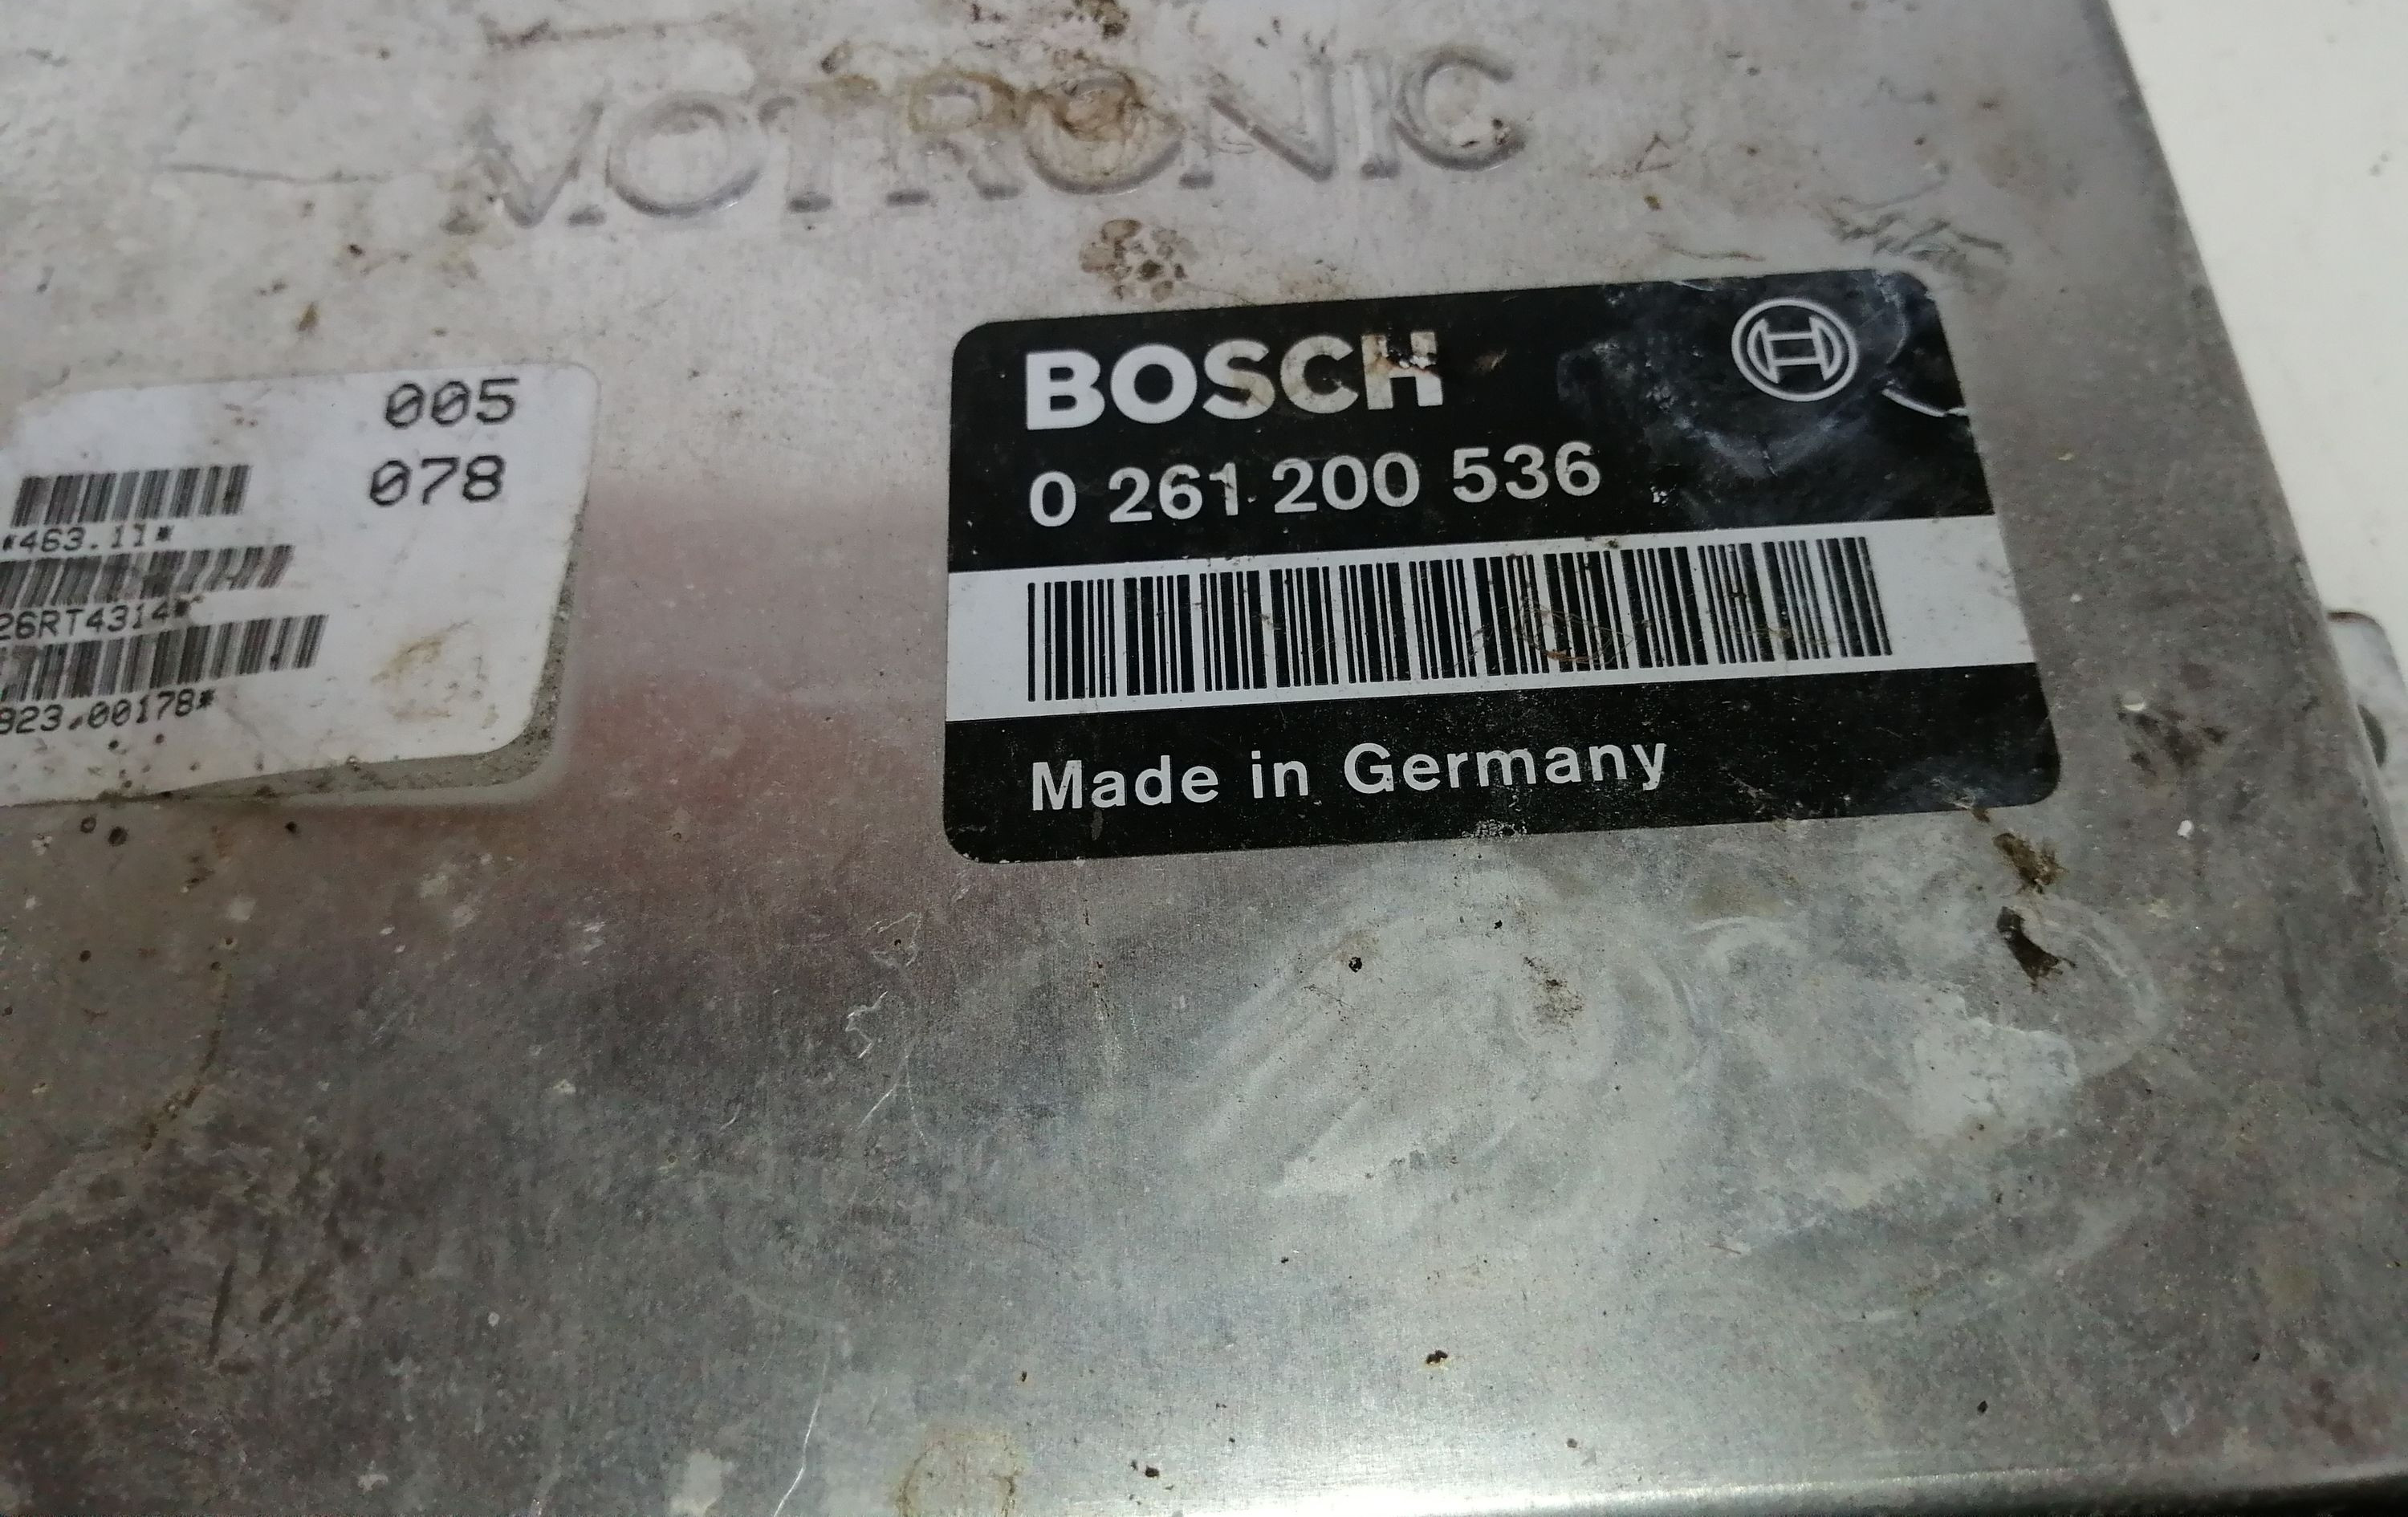 MOTRONIC
005
078
*463.11*
26RT4314*
823.00178*
BOSCH
0 261 200 536
Made in Germany